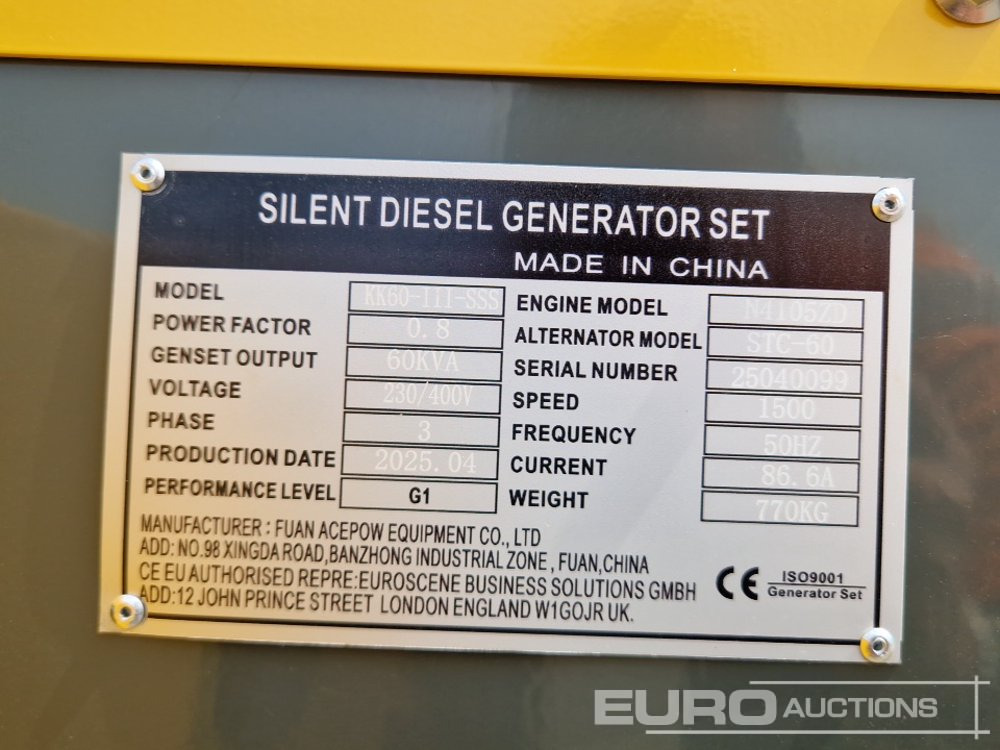 SILENT DIESEL GENERATOR SET
MADE IN CHINA
MODEL KK60-III-SSS
POWER FACTOR 0.8
GENSET OUTPUT 60KVA
VOLTAGE 230/400V
PHASE 3
PRODUCTION DATE 2025.04
PERFORMANCE LEVEL G1
ENGINE MODEL N4105ZD
ALTERNATOR MODEL STC-60
SERIAL NUMBER 25040099
SPEED 1500
FREQUENCY 50HZ
CURRENT 86.6A
WEIGHT 770KG
MANUFACTURER : FUAN ACEPOW EQUIPMENT CO., LTD
ADD: NO.98 XINGDA ROAD,BANZHONG INDUSTRIAL ZONE , FUAN,CHINA
CE EU AUTHORISED REPRE:EUROSCENE BUSINESS SOLUTIONS GMBH
ADD:12 JOHN PRINCE STREET LONDON ENGLAND W1GOJR UK.
CE
ISO9001
Generator Set
EURO AUCTIONS